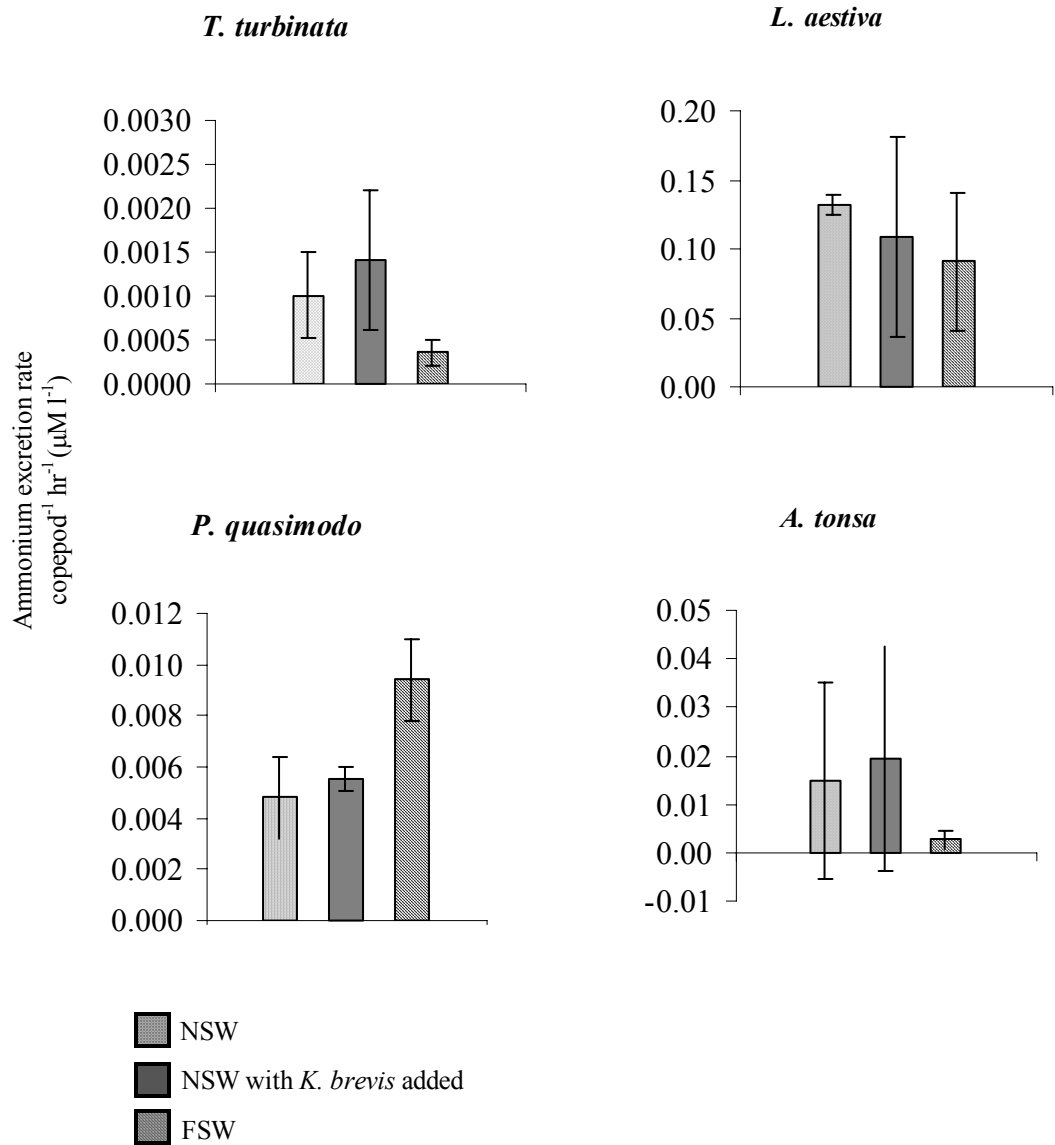 T. turbinata
L. aestiva
0.0030
0.0025
0.0020
0.0015
0.0010
0.0005
0.0000
0.20
0.15
0.10
0.05
0.00
Ammonium excretion rate
copepod⁻¹ hr⁻¹ (µM l⁻¹)
P. quasimodo
A. tonsa
0.012
0.010
0.008
0.006
0.004
0.002
0.000
0.05
0.04
0.03
0.02
0.01
0.00
-0.01
NSW
NSW with K. brevis added
FSW